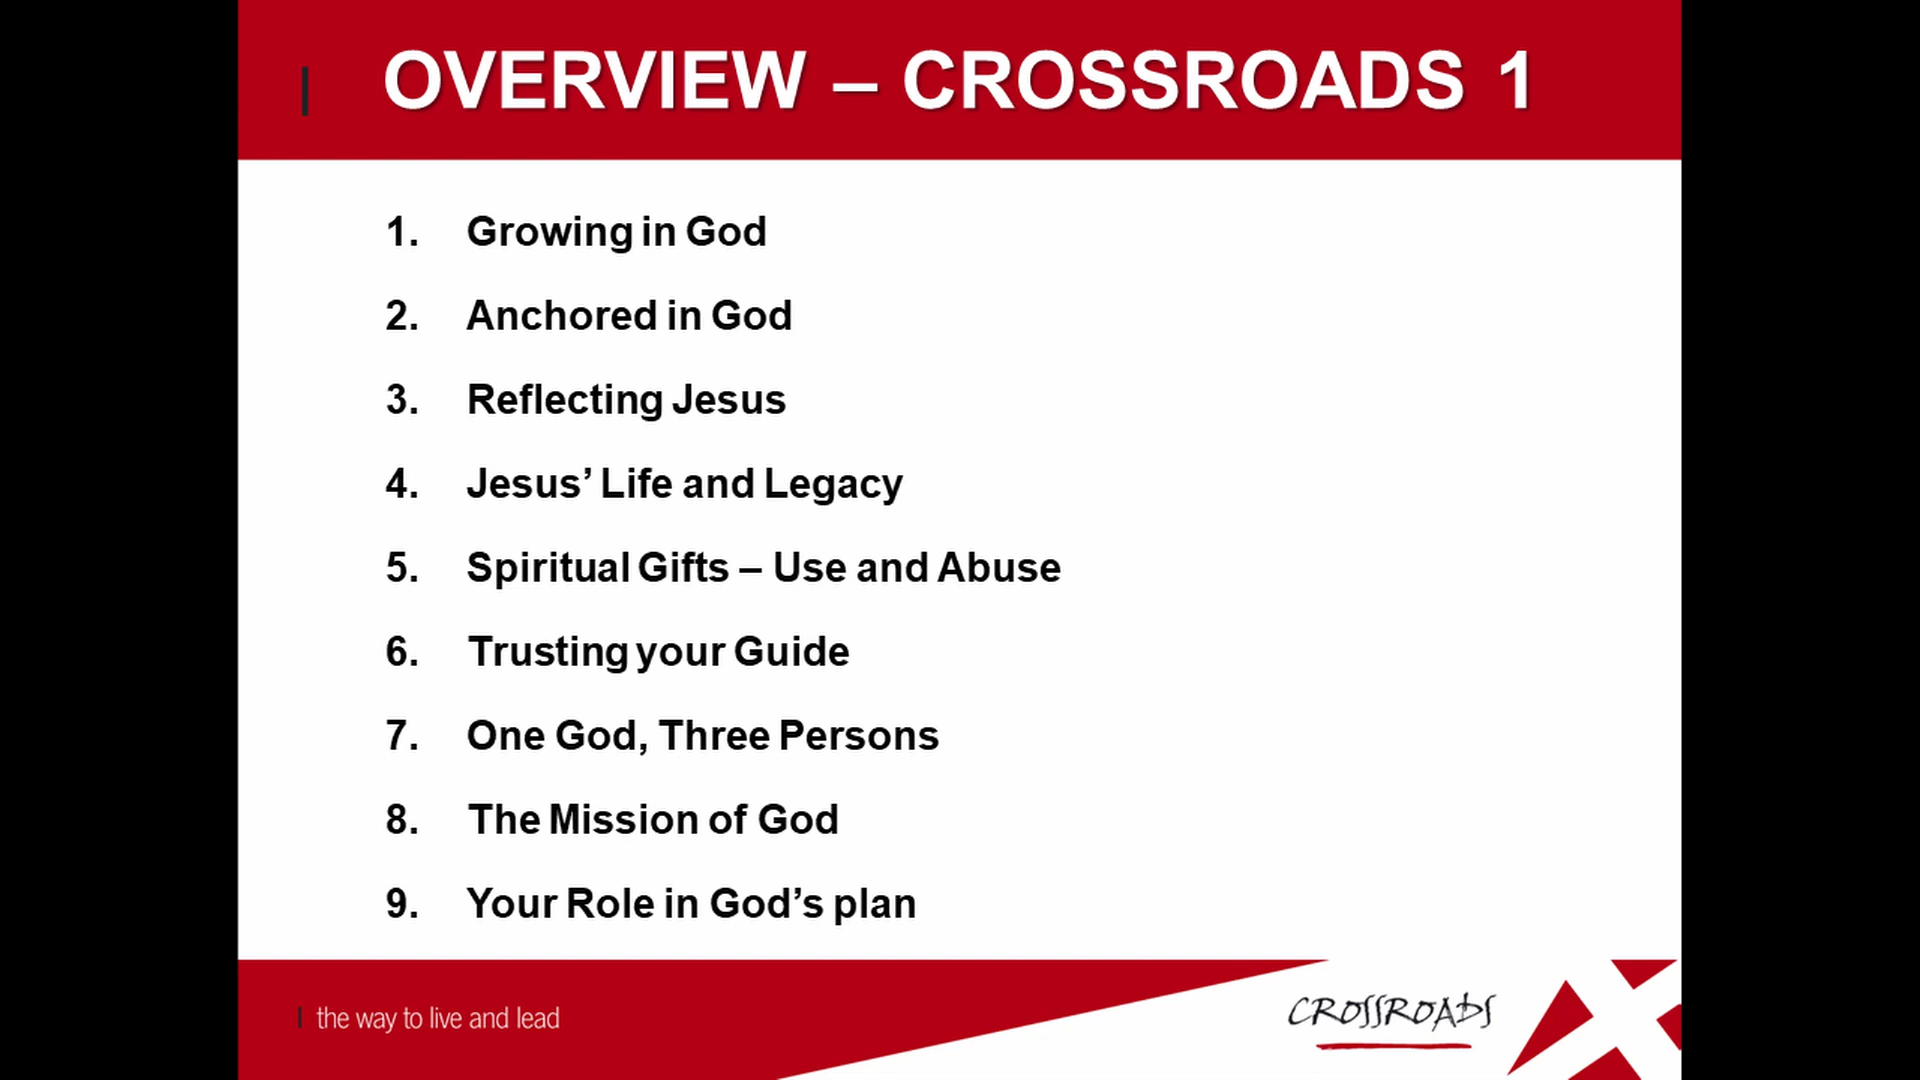 OVERVIEW – CROSSROADS 1
1. Growing in God
2. Anchored in God
3. Reflecting Jesus
4. Jesus’ Life and Legacy
5. Spiritual Gifts – Use and Abuse
6. Trusting your Guide
7. One God, Three Persons
8. The Mission of God
9. Your Role in God’s plan
the way to live and lead
CROSSROADS